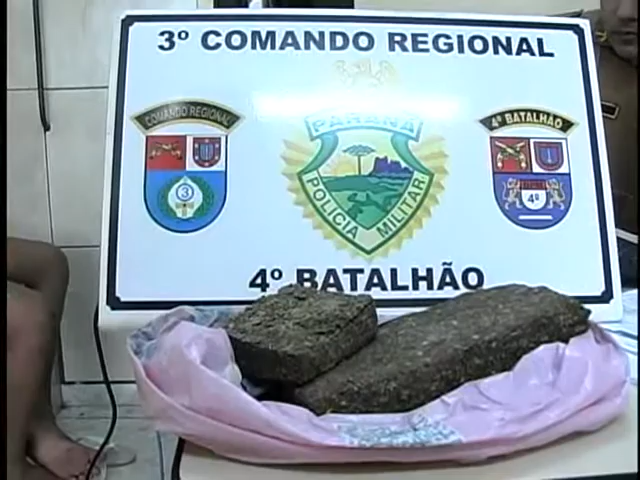 3º COMANDO REGIONAL
COMANDO REGIONAL
3
PARANÁ
POLÍCIA MILITAR
4º BATALHÃO
4º
4º BATALHÃO